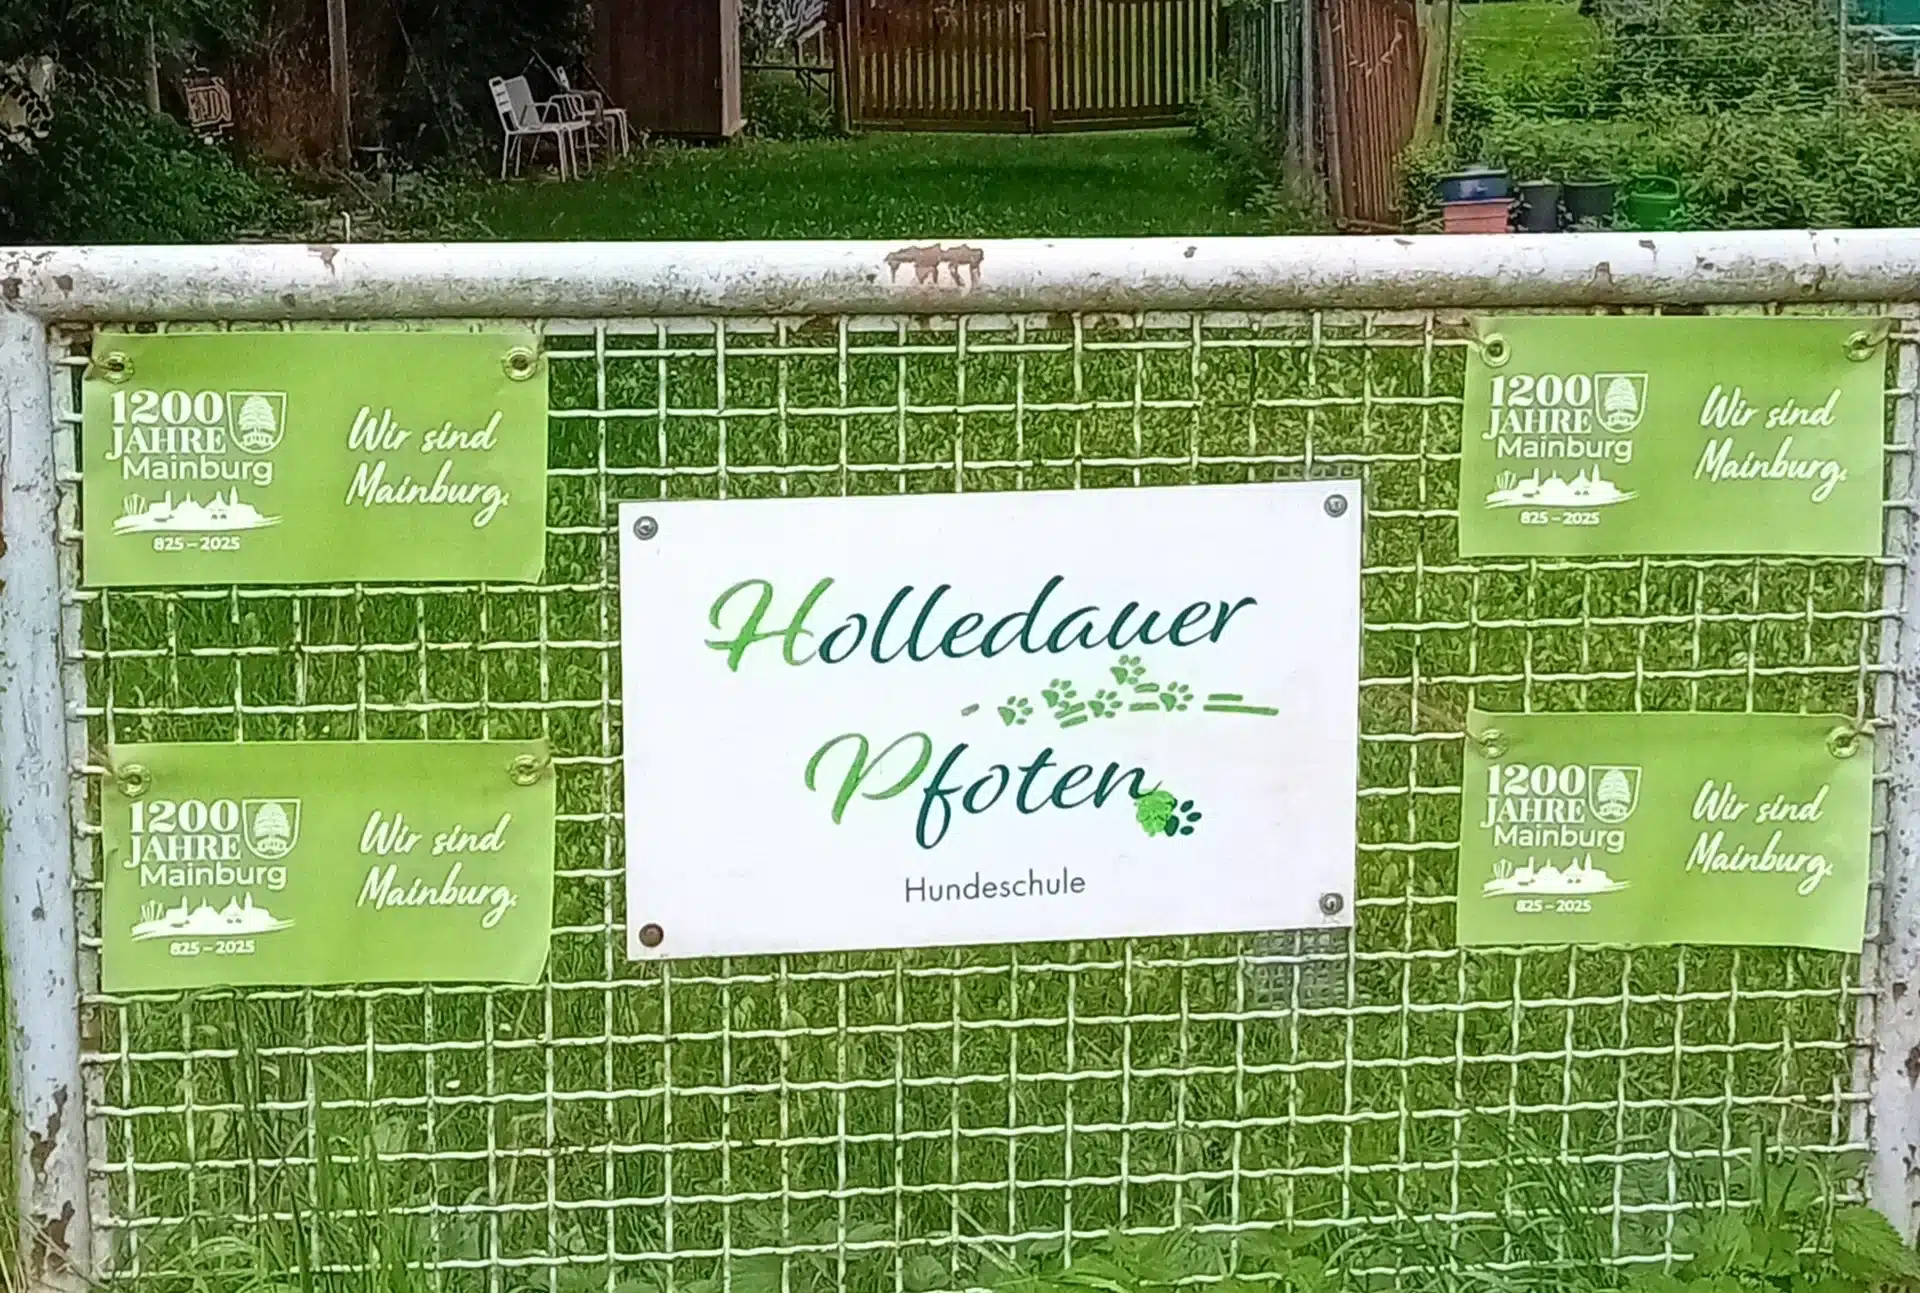 1200
JAHRE
Mainburg
825 – 2025
Wir sind
Mainburg.
1200
JAHRE
Mainburg
825 – 2025
Wir sind
Mainburg.
Holledauer
Pfoten
Hundeschule
1200
JAHRE
Mainburg
825 – 2025
Wir sind
Mainburg.
1200
JAHRE
Mainburg
825 – 2025
Wir sind
Mainburg.